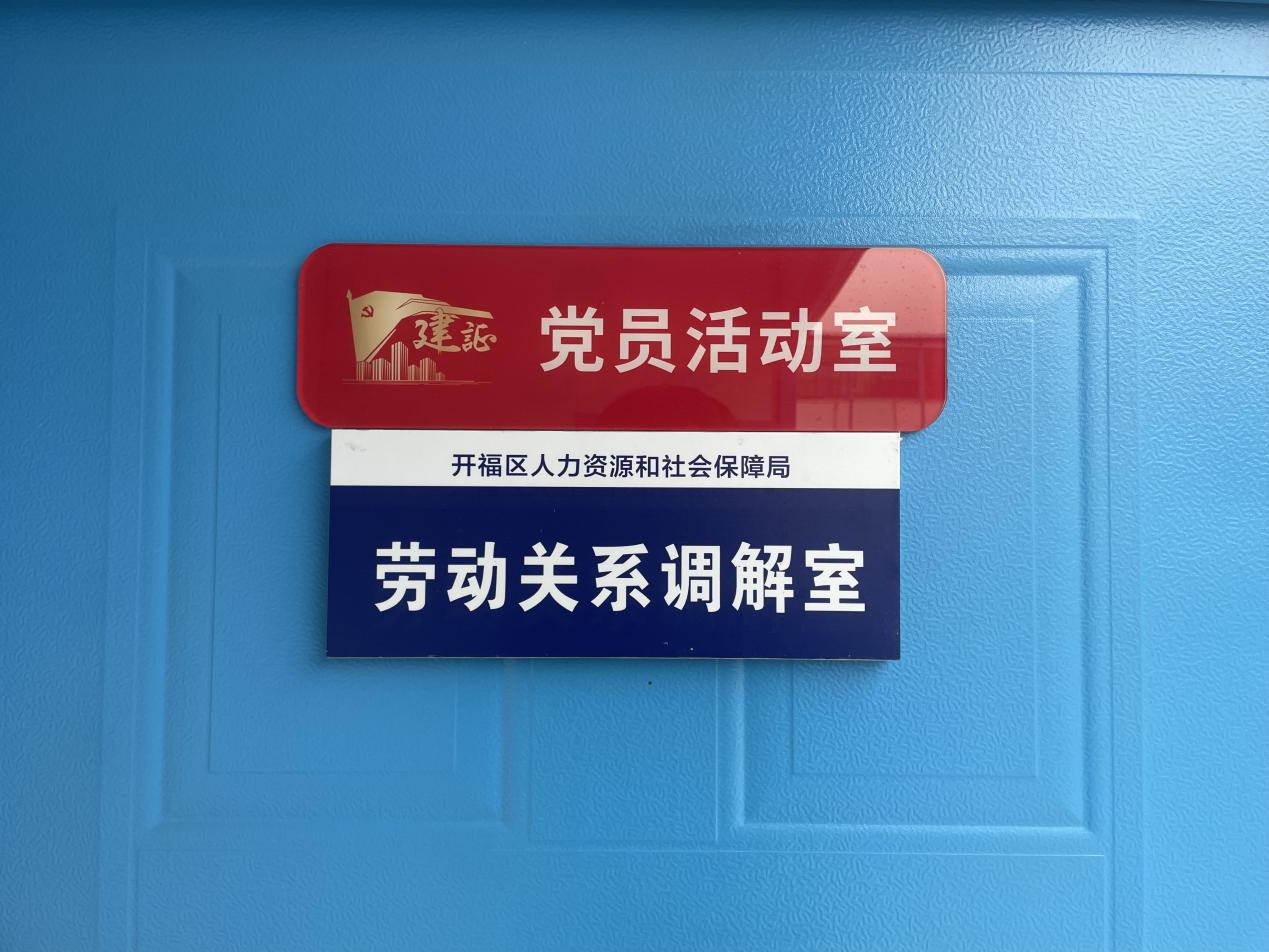 建証
党员活动室
开福区人力资源和社会保障局
劳动关系调解室